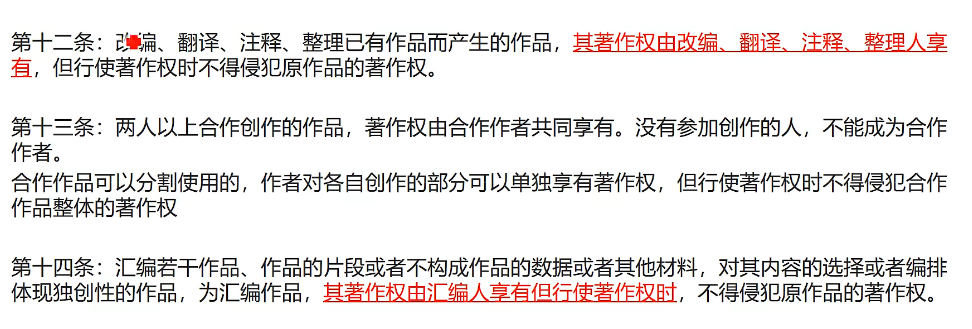 第十二条：改编、翻译、注释、整理已有作品而产生的作品，其著作权由改编、翻译、注释、整理人享
有，但行使著作权时不得侵犯原作品的著作权。
第十三条：两人以上合作创作的作品，著作权由合作作者共同享有。没有参加创作的人，不能成为合作
作者。
合作作品可以分割使用的，作者对各自创作的部分可以单独享有著作权，但行使著作权时不得侵犯合作
作品整体的著作权
第十四条：汇编若干作品、作品的片段或者不构成作品的数据或者其他材料，对其内容的选择或者编排
体现独创性的作品，为汇编作品，其著作权由汇编人享有但行使著作权时，不得侵犯原作品的著作权。